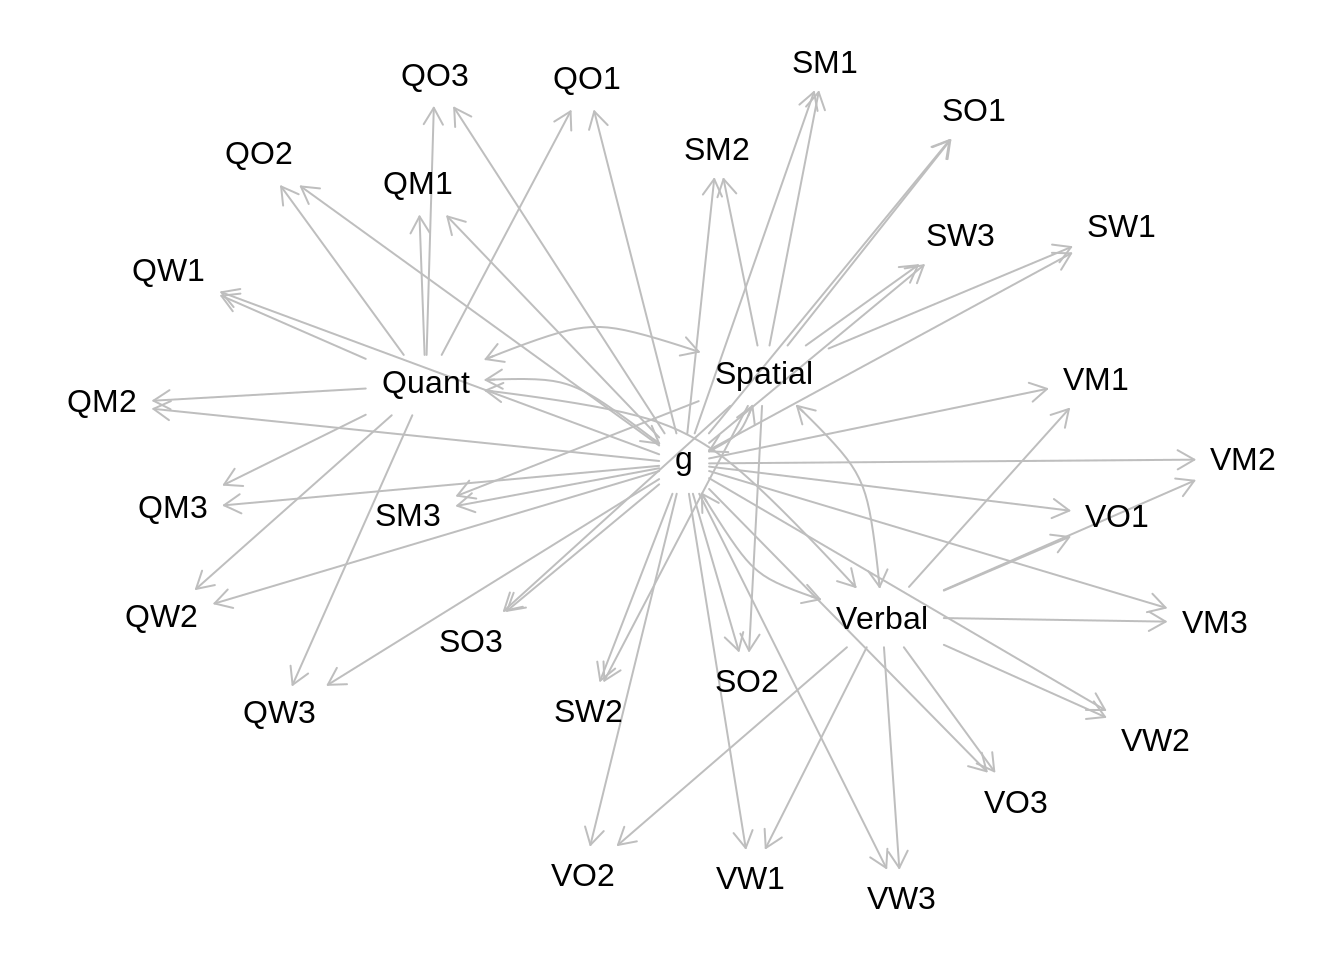 SM1
QO3
QO1
SO1
SM2
QO2
QM1
SW1
SW3
QW1
Spatial
VM1
Quant
QM2
g
VM2
QM3
SM3
VO1
QW2
Verbal
VM3
SO3
SO2
QW3
SW2
VW2
VO3
VO2
VW1
VW3